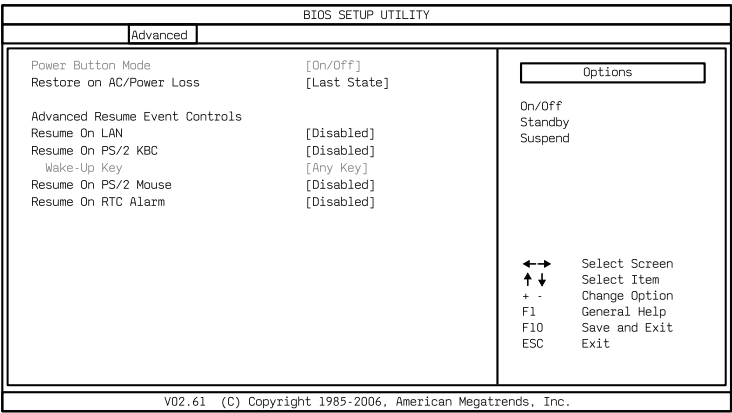 BIOS SETUP UTILITY
Advanced
Power Button Mode [On/Off]
Restore on AC/Power Loss [Last State]
Advanced Resume Event Controls
Resume On LAN [Disabled]
Resume On PS/2 KBC [Disabled]
Wake-Up Key [Any Key]
Resume On PS/2 Mouse [Disabled]
Resume On RTC Alarm [Disabled]
Options
On/Off
Standby
Suspend
←→ Select Screen
↑↓ Select Item
+ - Change Option
F1 General Help
F10 Save and Exit
ESC Exit
V02.61 (C) Copyright 1985-2006, American Megatrends, Inc.